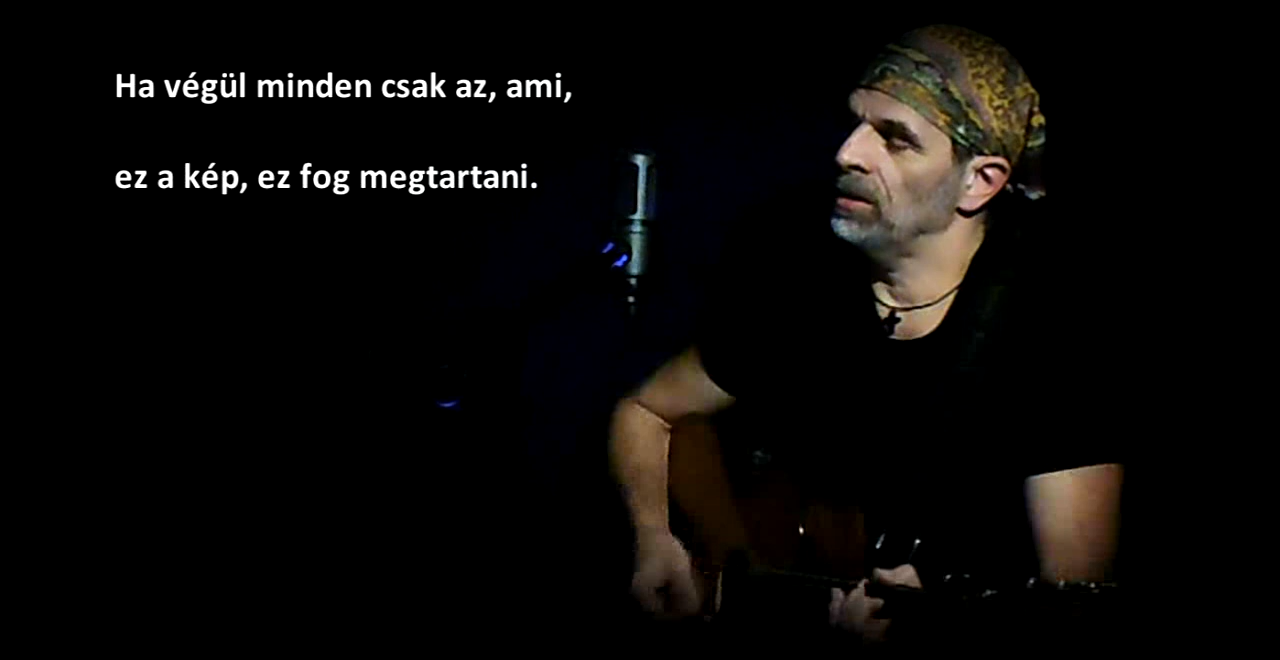 Ha végül minden csak az, ami,
ez a kép, ez fog megtartani.